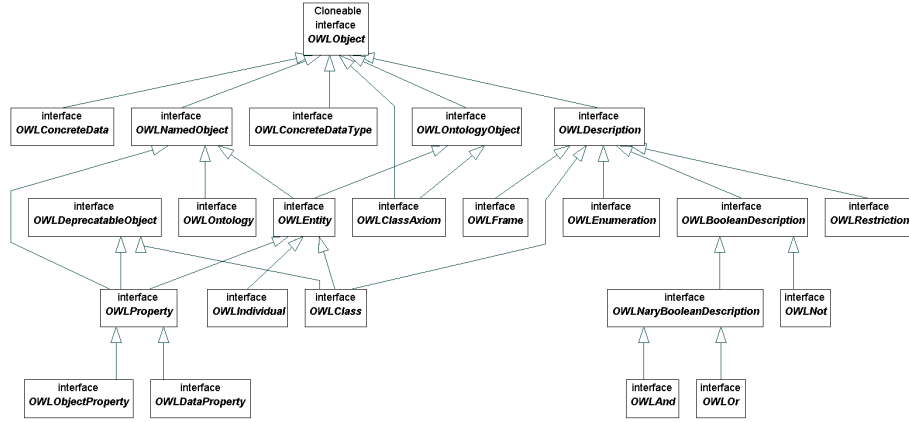 Cloneable
interface
OWLObject
interface
OWLConcreteData
interface
OWLNamedObject
interface
OWLConcreteDataType
interface
OWLOntologyObject
interface
OWLDescription
interface
OWLDeprecatableObject
interface
OWLOntology
interface
OWLEntity
interface
OWLClassAxiom
interface
OWLFrame
interface
OWLEnumeration
interface
OWLBooleanDescription
interface
OWLRestriction
interface
OWLProperty
interface
OWLIndividual
interface
OWLClass
interface
OWLNaryBooleanDescription
interface
OWLNot
interface
OWLObjectProperty
interface
OWLDataProperty
interface
OWLAnd
interface
OWLOr